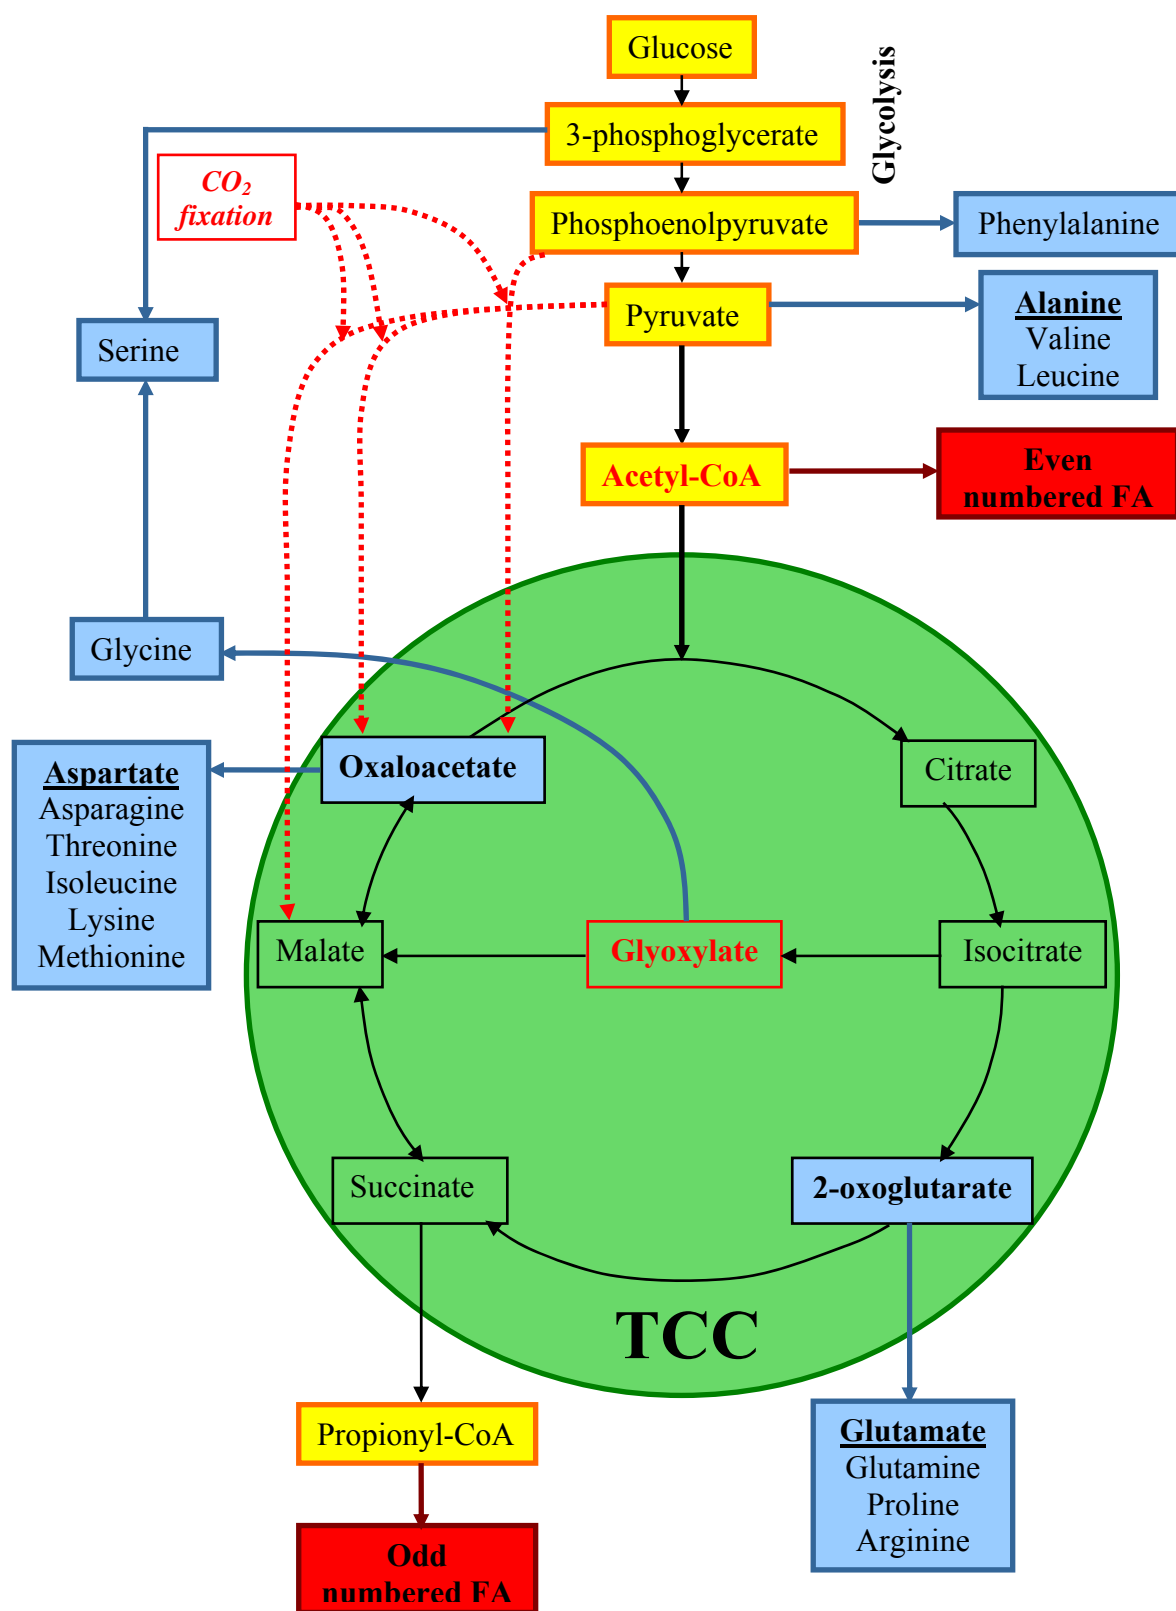 Glucose
Glycolysis
3-phosphoglycerate
CO2
fixation
Phosphoenolpyruvate
Phenylalanine
Pyruvate
Alanine
Valine
Leucine
Serine
Acetyl-CoA
Even
numbered FA
Glycine
Oxaloacetate
Citrate
Aspartate
Asparagine
Threonine
Isoleucine
Lysine
Methionine
Malate
Glyoxylate
Isocitrate
Succinate
2-oxoglutarate
TCC
Propionyl-CoA
Glutamate
Glutamine
Proline
Arginine
Odd
numbered FA